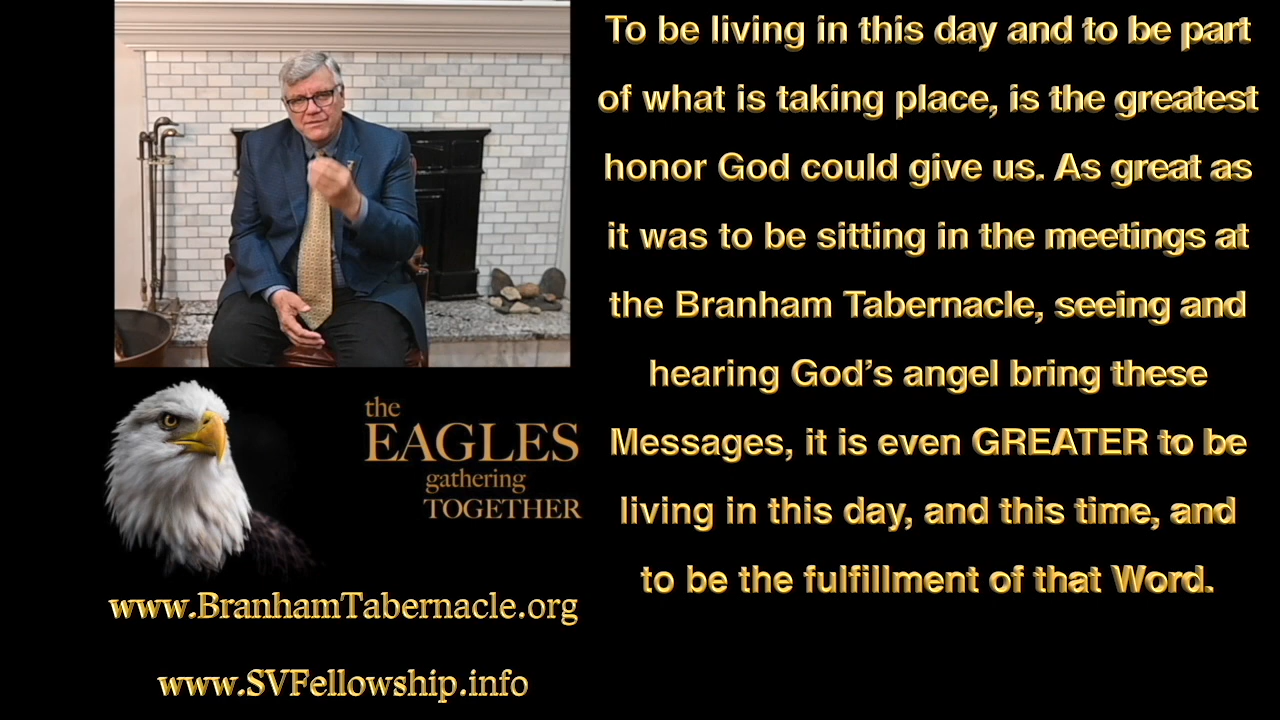 To be living in this day and to be part
of what is taking place, is the greatest
honor God could give us. As great as
it was to be sitting in the meetings at
the Branham Tabernacle, seeing and
hearing God’s angel bring these
Messages, it is even GREATER to be
living in this day, and this time, and
to be the fulfillment of that Word.
the
EAGLES
gathering
TOGETHER
www.BranhamTabernacle.org
www.SVFellowship.info